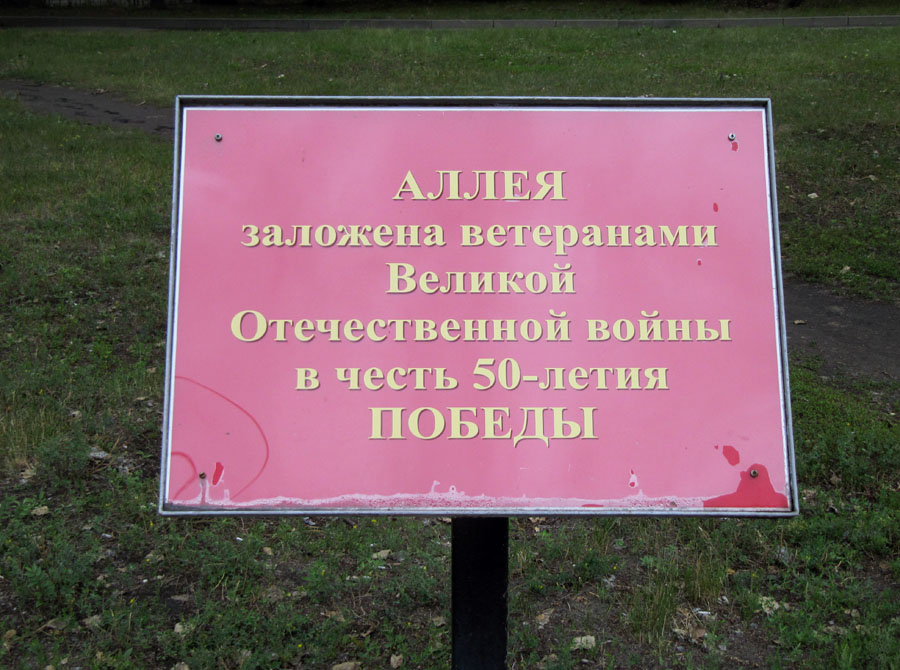 АЛЛЕЯ
заложена ветеранами
Великой
Отечественной войны
в честь 50-летия
ПОБЕДЫ